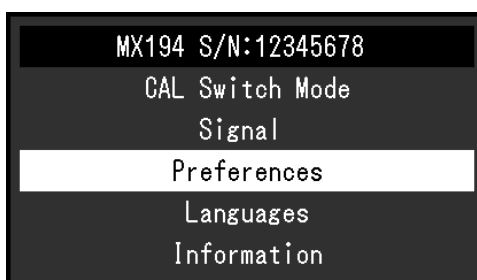 MX194 S/N:12345678
CAL Switch Mode
Signal
Preferences
Languages
Information